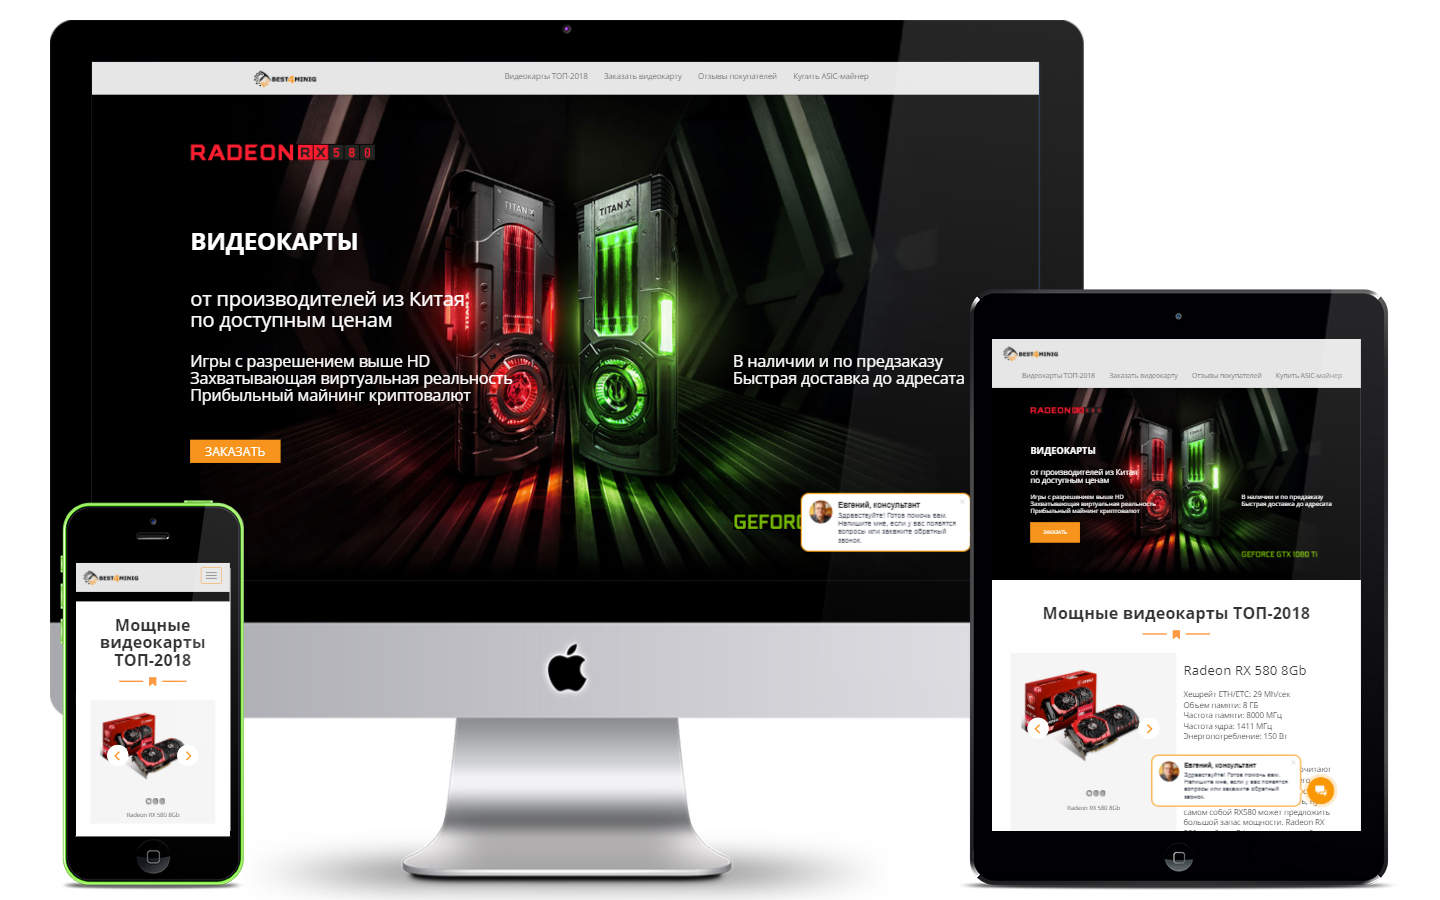 BEST4MINIG
Видеокарты ТОП-2018 Заказать видеокарту Отзывы покупателей Купить ASIC-майнер
RADEON RX 580
TITAN X
TITAN X
TITAN X
ВИДЕОКАРТЫ
от производителей из Китая
по доступным ценам
Игры с разрешением выше HD
Захватывающая виртуальная реальность
Прибыльный майнинг криптовалют
В наличии и по предзаказу
Быстрая доставка до адресата
ЗАКАЗАТЬ
GEFORC
Евгений, консультант
Здравствуйте! Готов помочь вам.
Напишите мне, если у вас появятся
вопросы или закажите обратный
звонок.
BEST4MINIG
Мощные
видеокарты
ТОП-2018
Radeon RX 580 8Gb
BEST4MINIG
Видеокарты ТОП-2018 Заказать видеокарту Отзывы покупателей Купить ASIC-майнер
RADEON RX
ВИДЕОКАРТЫ
от производителей из Китая
по доступным ценам
Игры с разрешением выше HD
Захватывающая виртуальная реальность
Прибыльный майнинг криптовалют
В наличии и по предзаказу
Быстрая доставка до адресата
ЗАКАЗАТЬ
GEFORCE GTX 1080 Ti
Мощные видеокарты ТОП-2018
Radeon RX 580 8Gb
Хешрейт ETH/ETC: 29 Mh/сек
Объем памяти: 8 ГБ
Частота памяти: 8000 МГц
Частота ядра: 1411 МГц
Энергопотребление: 150 Вт
Евгений, консультант
Здравствуйте! Готов помочь вам.
Напишите мне, если у вас появятся
вопросы или закажите обратный
звонок.
очитают
Radeon RX 580 8Gb
самом собой RX580 может предложить
большой запас мощности. Radeon RX